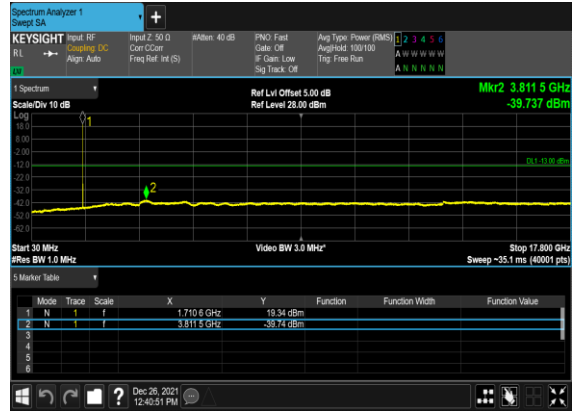 Spectrum Analyzer 1
Swept SA
+
KEYSIGHT Input: RF Input Z: 50 Ω #Atten: 40 dB PNO: Fast Avg Type: Power (RMS) 1 2 3 4 5 6
RL Coupling: DC Corr CCorr Gate: Off Avg|Hold: 100/100 A W W W W W
Align: Auto Freq Ref: Int (S) IF Gain: Low Trig: Free Run
Sig Track: Off A N N N N N
1 Spectrum Ref Lvl Offset 5.00 dB Mkr2 3.811 5 GHz
Scale/Div 10 dB Ref Level 28.00 dBm -39.737 dBm
Log
18.0
8.00
-2.00
-12.0
-22.0
-32.0
-42.0
-52.0
-62.0
1
2
DL1 -13.00 dBm
Start 30 MHz Video BW 3.0 MHz* Stop 17.800 GHz
#Res BW 1.0 MHz Sweep ~35.1 ms (40001 pts)
5 Marker Table
Mode Trace Scale X Y Function Function Width Function Value
1 N 1 f 1.710 6 GHz 19.34 dBm
2 N 1 f 3.811 5 GHz -39.74 dBm
3
4
5
6
? Dec 26, 2021
12:40:51 PM